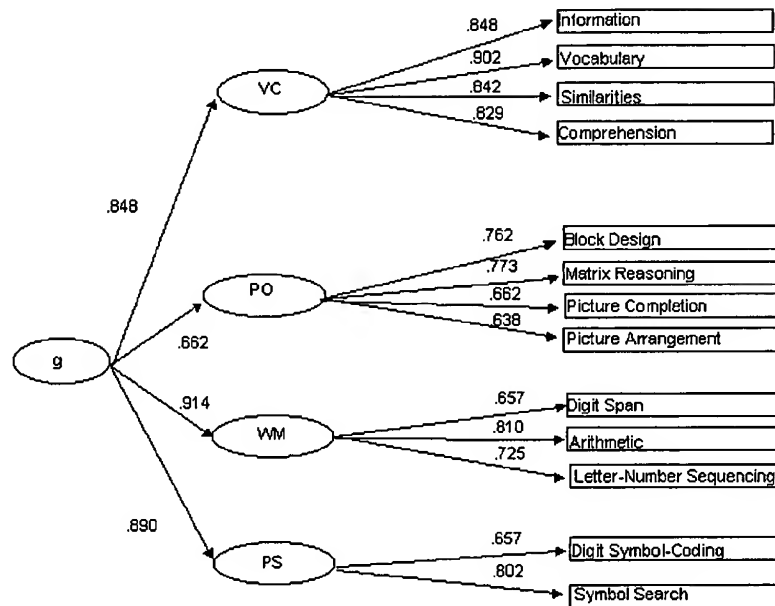 .848
Information
.902
Vocabulary
VC
.842
Similarities
.829
Comprehension
.848
.762
Block Design
.773
Matrix Reasoning
PO
.662
Picture Completion
.638
Picture Arrangement
.662
g
.914
.657
Digit Span
WM
.810
Arithmetic
.725
Letter-Number Sequencing
.890
.657
Digit Symbol-Coding
PS
.802
Symbol Search